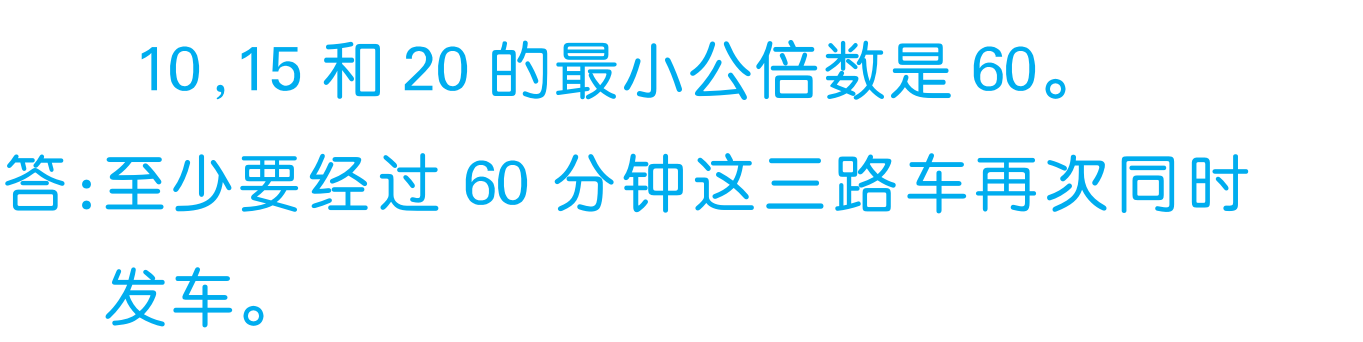 10,15 和 20 的最小公倍数是 60。
答:至少要经过 60 分钟这三路车再次同时
发车。